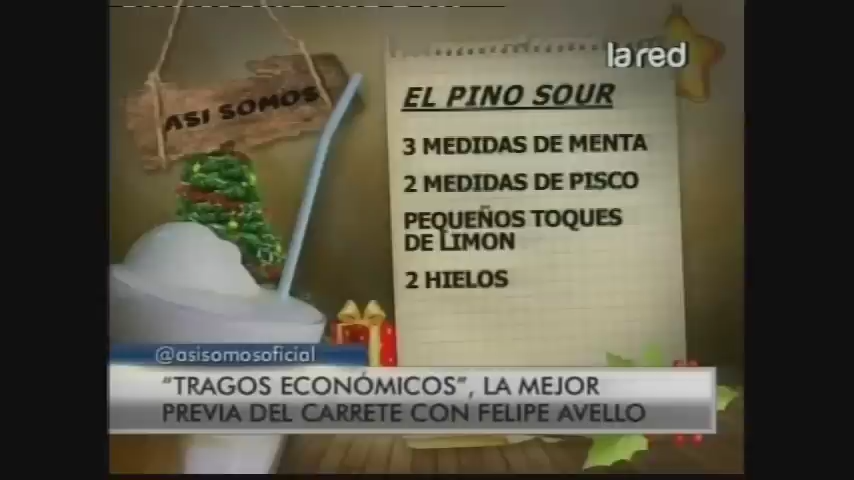 la red
ASI SOMOS
EL PINO SOUR
3 MEDIDAS DE MENTA
2 MEDIDAS DE PISCO
PEQUEÑOS TOQUES
DE LIMON
2 HIELOS
@asisomosoficial
"TRAGOS ECONÓMICOS", LA MEJOR
PREVIA DEL CARRETE CON FELIPE AVELLO